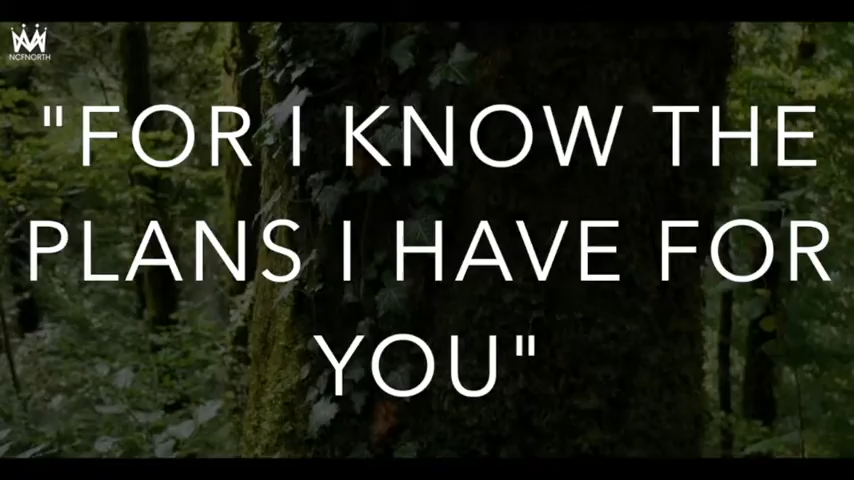 NCFNORTH
"FOR I KNOW THE
PLANS I HAVE FOR
YOU"